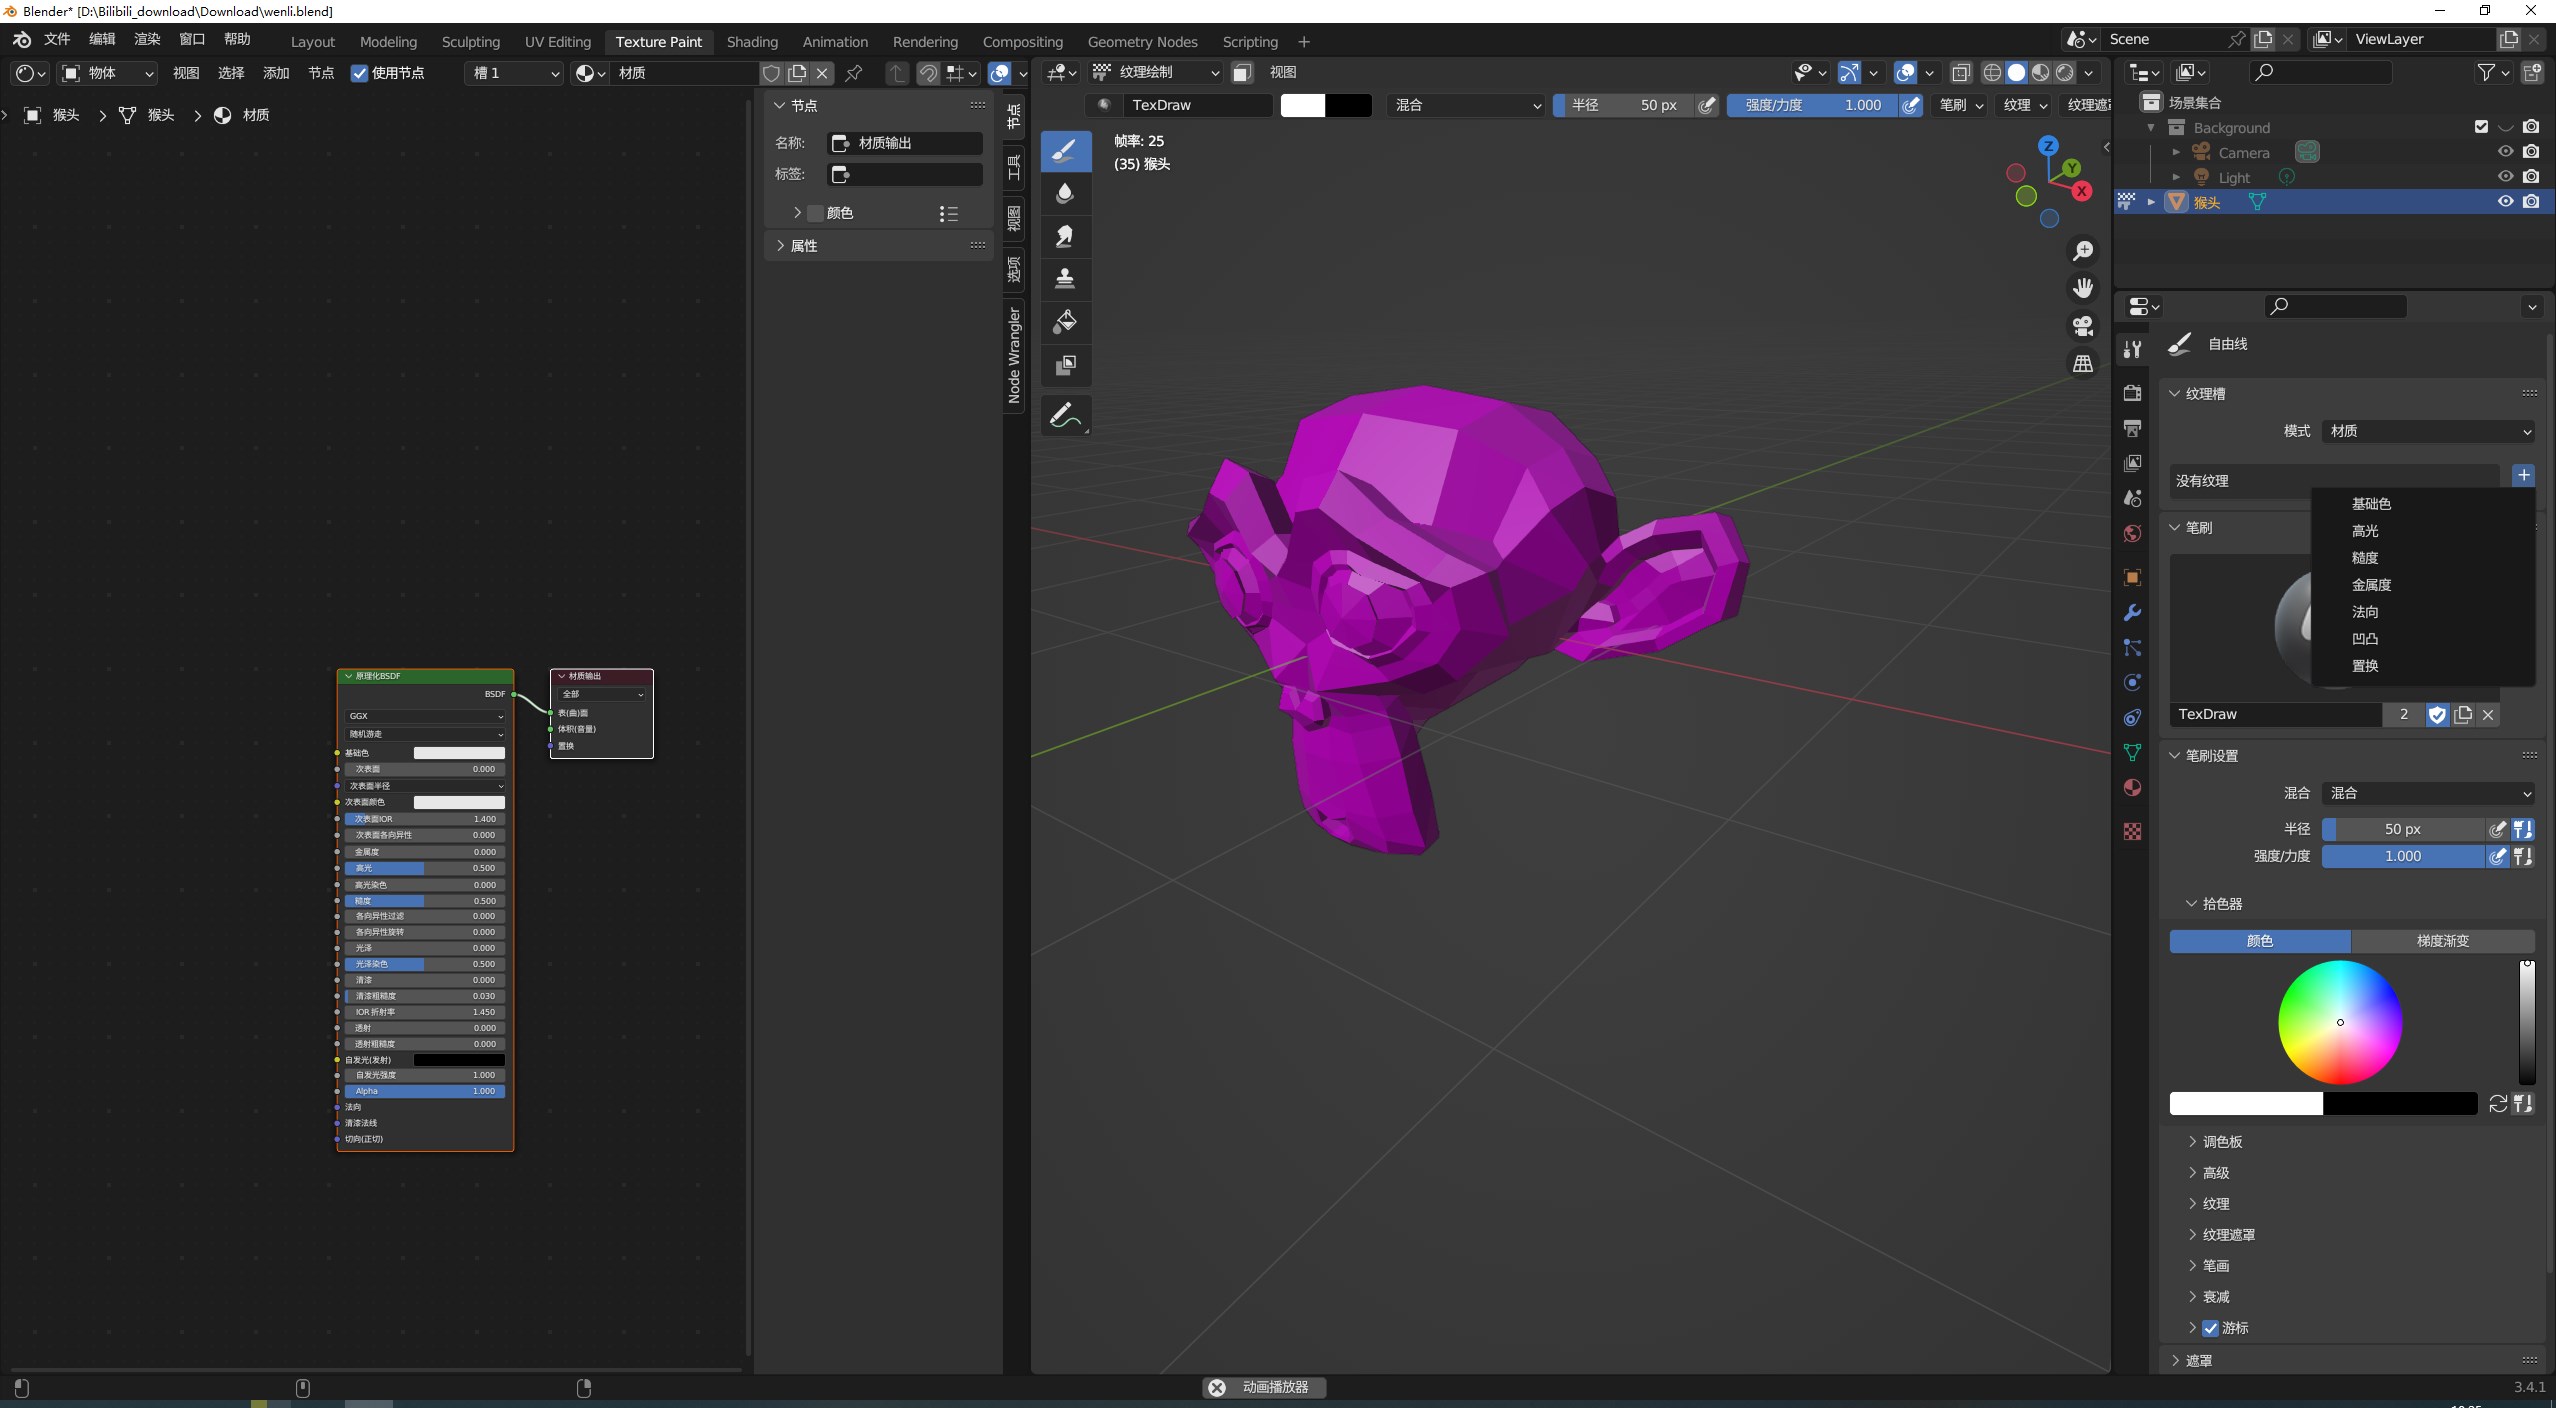 Blender* [D:\Bilibili_download\Download\wenli.blend]
文件 编辑 渲染 窗口 帮助 Layout Modeling Sculpting UV Editing Texture Paint Shading Animation Rendering Compositing Geometry Nodes Scripting + Scene ViewLayer
物体 视图 选择 添加 节点 使用节点 槽 1 材质
猴头 > 猴头 > 材质
节点
名称: 材质输出
标签:
颜色
属性
节点
工具
视图
选项
Node Wrangler
原理化BSDF
BSDF
GGX
随机游走
基础色
次表面 0.000
次表面半径
次表面颜色
次表面IOR 1.400
次表面各向异性 0.000
金属度 0.000
高光 0.500
高光染色 0.000
糙度 0.500
各向异性过滤 0.000
各向异性旋转 0.000
光泽 0.000
光泽染色 0.500
清漆 0.000
清漆粗糙度 0.030
IOR 折射率 1.450
透射 0.000
透射粗糙度 0.000
自发光(发射)
自发光强度 1.000
Alpha 1.000
法向
清漆法线
切向(正切)
材质输出
全部
表(曲)面
体积(音量)
置换
纹理绘制 视图
TexDraw 混合 半径 50 px 强度/力度 1.000 笔刷 纹理 纹理遮
帧率: 25
(35) 猴头
Z
Y
X
动画播放器
场景集合
Background
Camera
Light
猴头
自由线
纹理槽
模式 材质
没有纹理
基础色
高光
糙度
金属度
法向
凹凸
置换
笔刷
TexDraw 2
笔刷设置
混合 混合
半径 50 px
强度/力度 1.000
拾色器
颜色 梯度渐变
调色板
高级
纹理
纹理遮罩
笔画
衰减
游标
遮罩
3.4.1